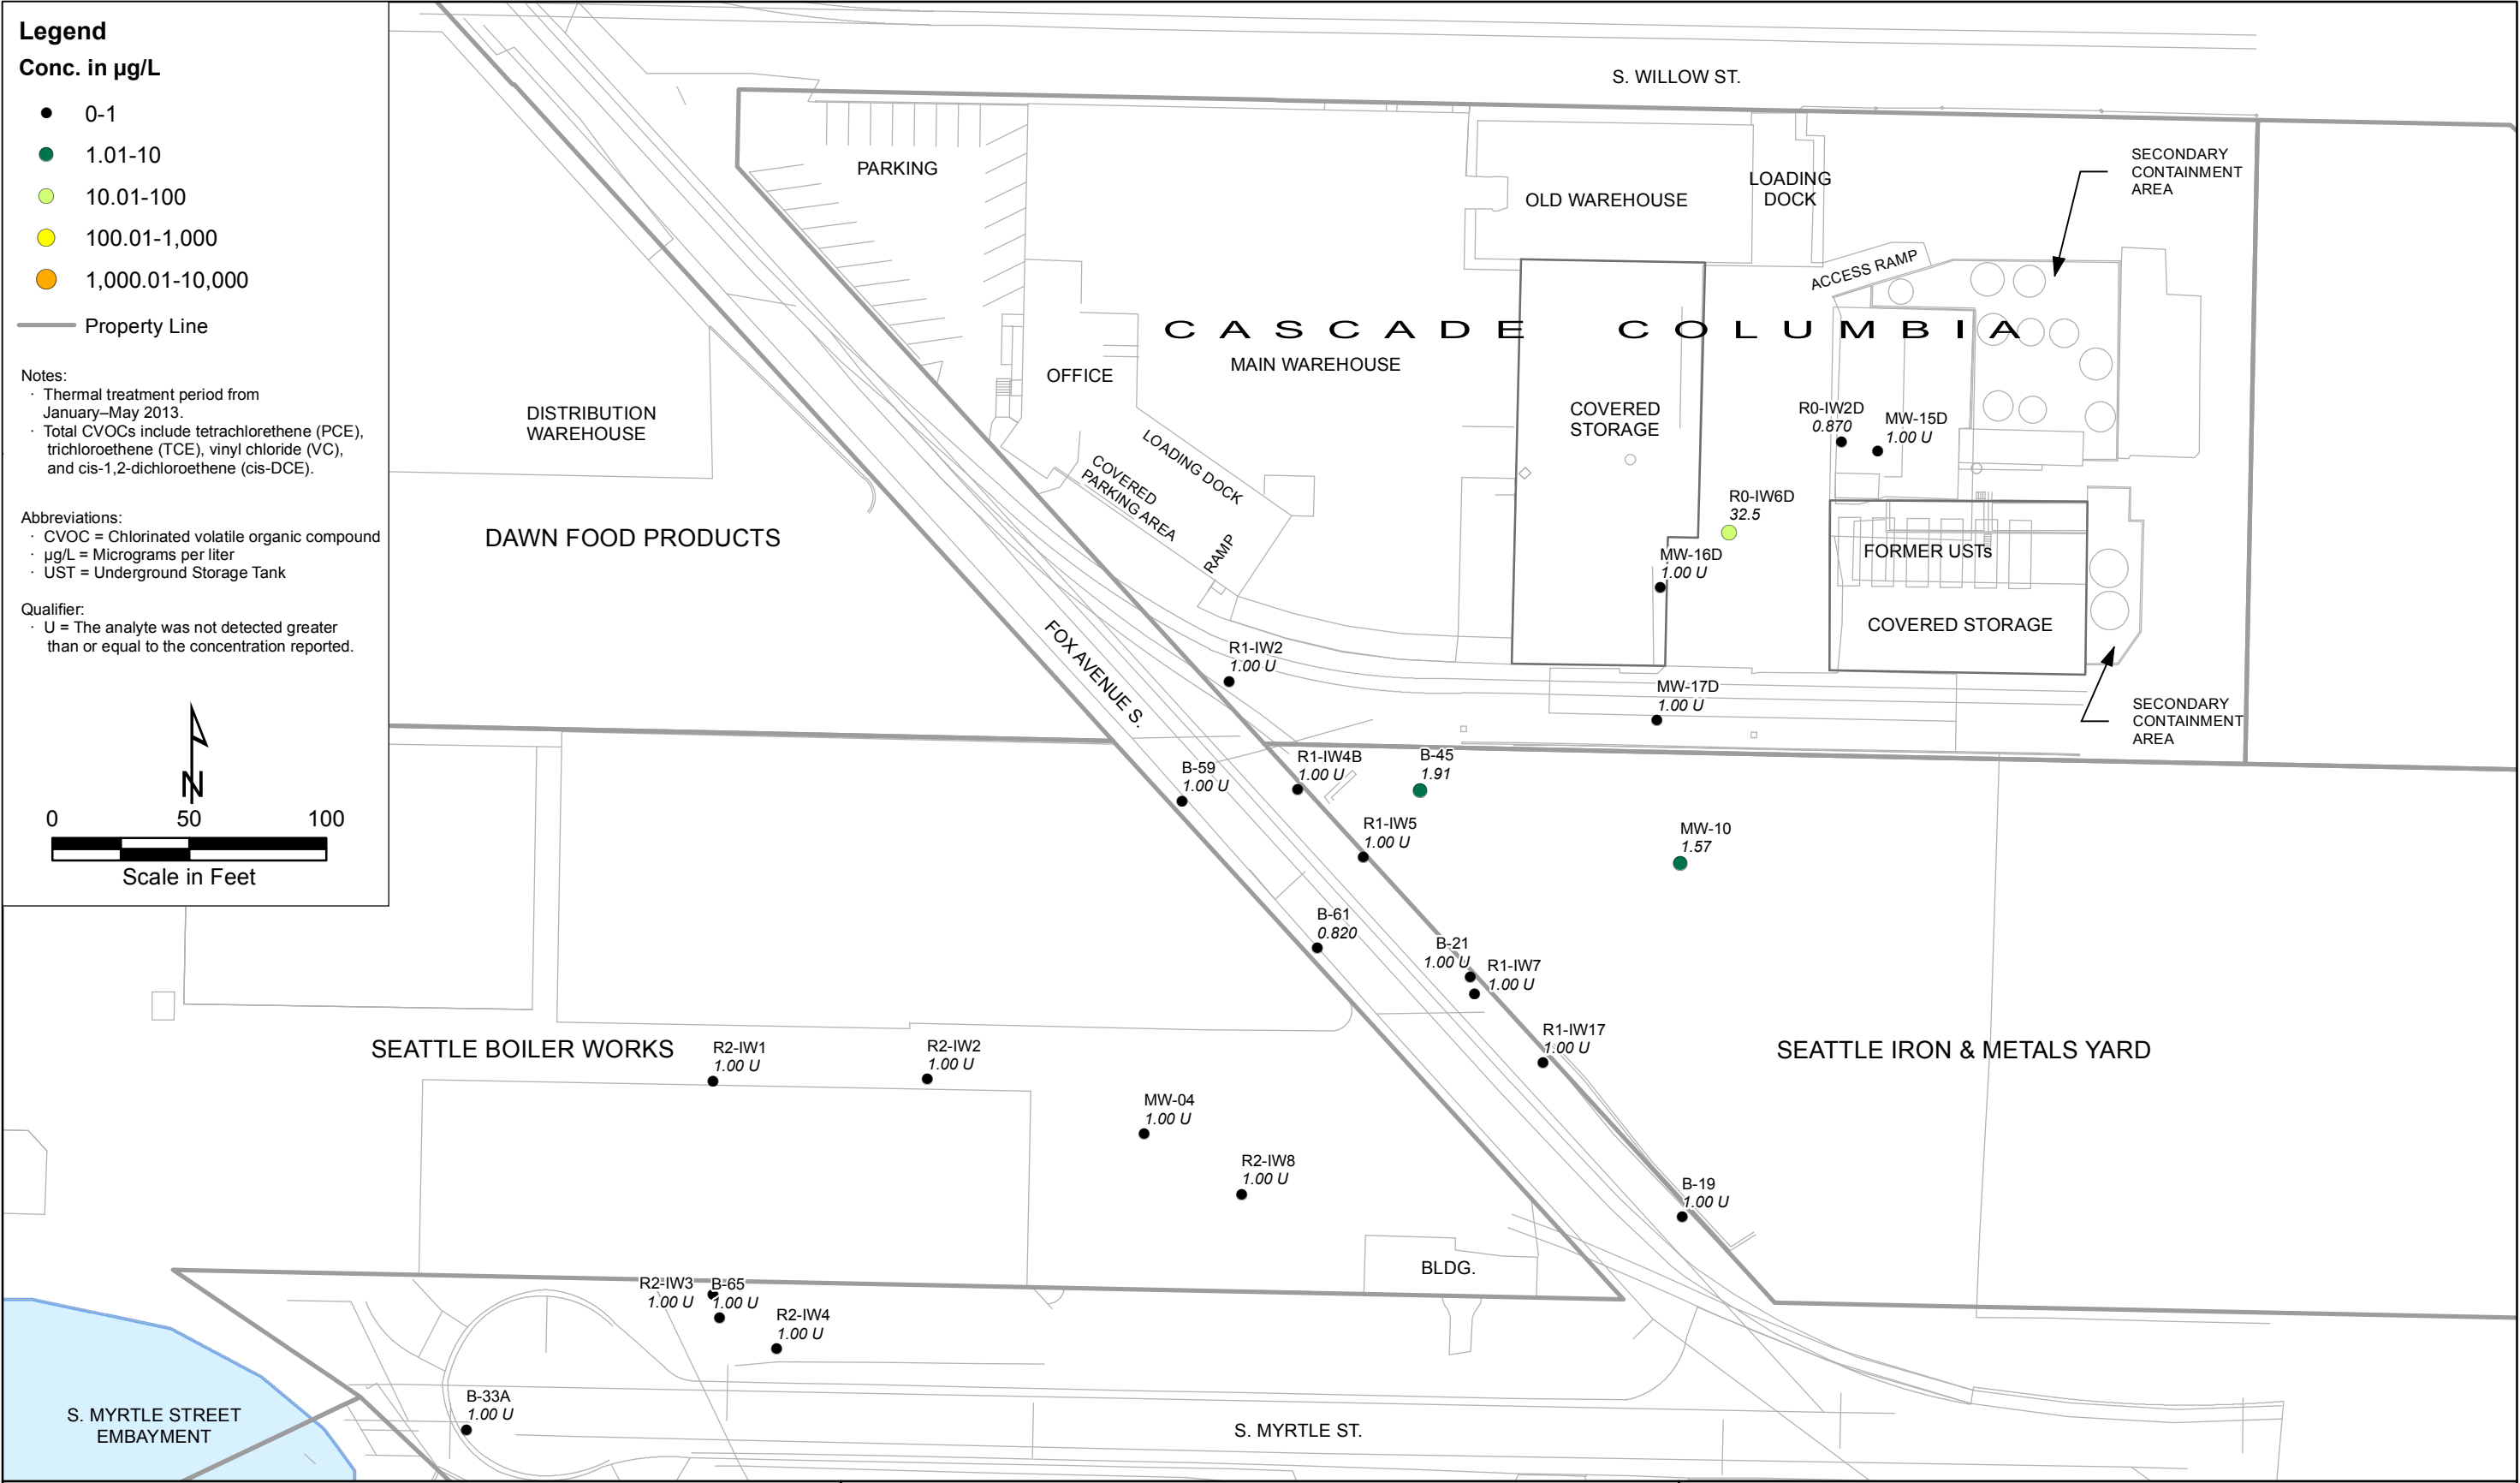 Legend
Conc. in µg/L
0-1
1.01-10
10.01-100
100.01-1,000
1,000.01-10,000
Property Line
Notes:
· Thermal treatment period from
January–May 2013.
· Total CVOCs include tetrachlorethene (PCE),
trichloroethene (TCE), vinyl chloride (VC),
and cis-1,2-dichloroethene (cis-DCE).
Abbreviations:
· CVOC = Chlorinated volatile organic compound
· µg/L = Micrograms per liter
· UST = Underground Storage Tank
Qualifier:
· U = The analyte was not detected greater
than or equal to the concentration reported.
N
0 50 100
Scale in Feet
S. WILLOW ST.
PARKING
OLD WAREHOUSE
LOADING
DOCK
SECONDARY
CONTAINMENT
AREA
ACCESS RAMP
CASCADE COLUMBIA
MAIN WAREHOUSE
OFFICE
DISTRIBUTION
WAREHOUSE
COVERED
STORAGE
R0-IW2D
0.870
MW-15D
1.00 U
LOADING DOCK
COVERED
PARKING AREA
RAMP
R0-IW6D
32.5
DAWN FOOD PRODUCTS
MW-16D
1.00 U
FORMER USTs
COVERED STORAGE
FOX AVENUE S.
R1-IW2
1.00 U
MW-17D
1.00 U
SECONDARY
CONTAINMENT
AREA
B-59
1.00 U
R1-IW4B
1.00 U
B-45
1.91
R1-IW5
1.00 U
MW-10
1.57
B-61
0.820
B-21
1.00 U
R1-IW7
1.00 U
R1-IW17
1.00 U
SEATTLE BOILER WORKS
R2-IW1
1.00 U
R2-IW2
1.00 U
SEATTLE IRON & METALS YARD
MW-04
1.00 U
R2-IW8
1.00 U
B-19
1.00 U
BLDG.
R2-IW3
1.00 U
B-65
1.00 U
R2-IW4
1.00 U
B-33A
1.00 U
S. MYRTLE STREET
EMBAYMENT
S. MYRTLE ST.